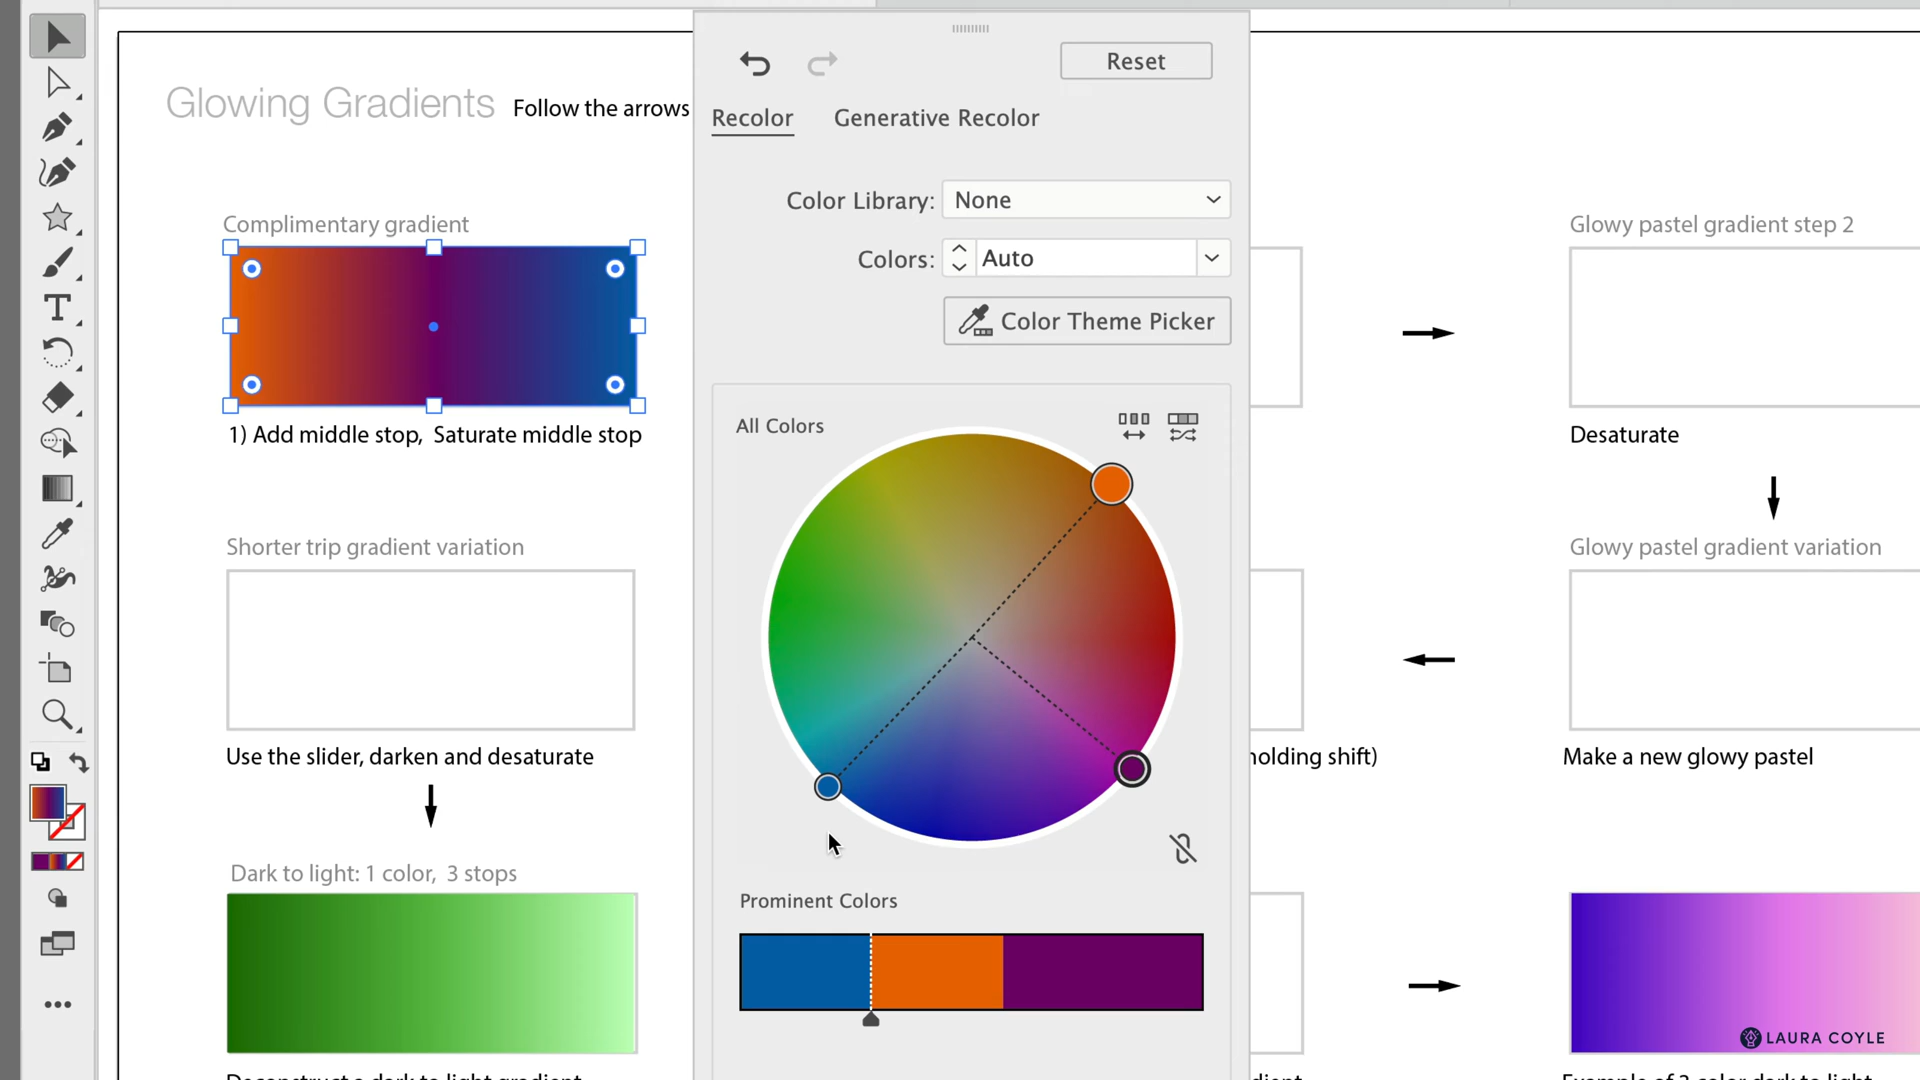 Glowing Gradients Follow the arrows
Complimentary gradient
1) Add middle stop, Saturate middle stop
Shorter trip gradient variation
Use the slider, darken and desaturate
Dark to light: 1 color, 3 stops
Reset
Recolor Generative Recolor
Color Library: None
Colors: Auto
Color Theme Picker
All Colors
Prominent Colors
holding shift)
Glowy pastel gradient step 2
Desaturate
Glowy pastel gradient variation
Make a new glowy pastel
LAURA COYLE